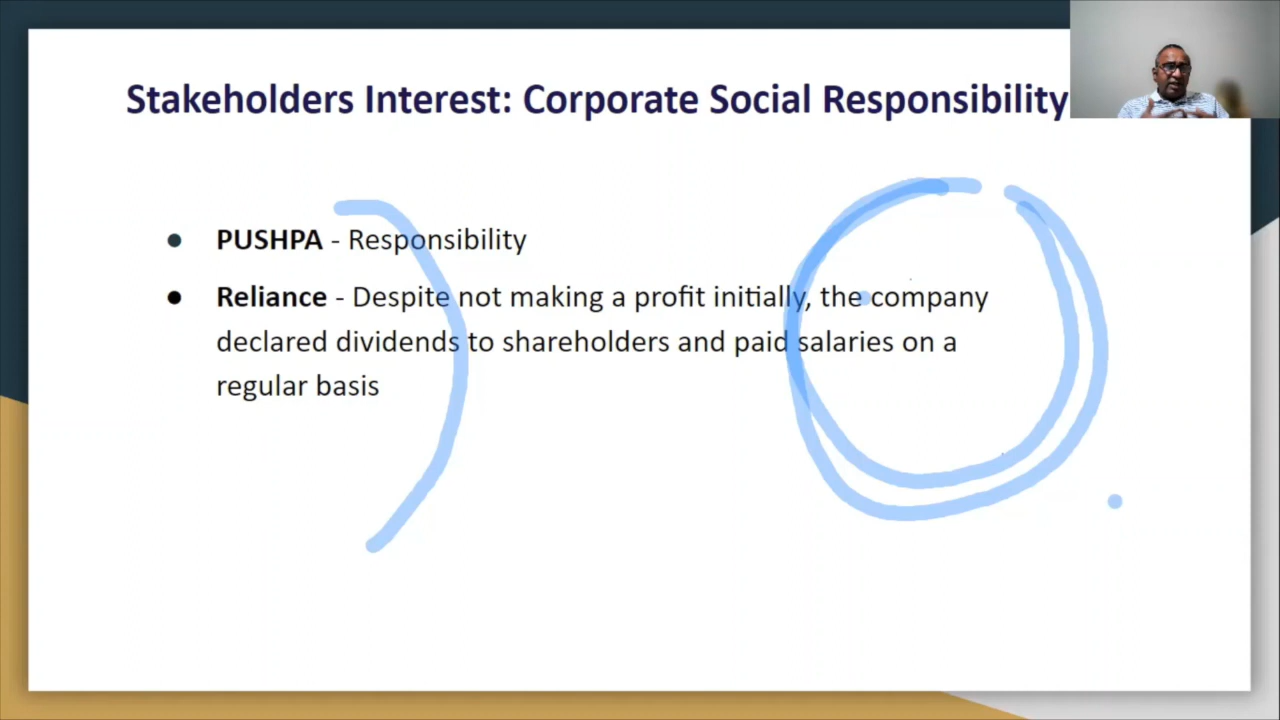 Stakeholders Interest: Corporate Social Responsibility
● PUSHPA - Responsibility
● Reliance - Despite not making a profit initially, the company
declared dividends to shareholders and paid salaries on a
regular basis